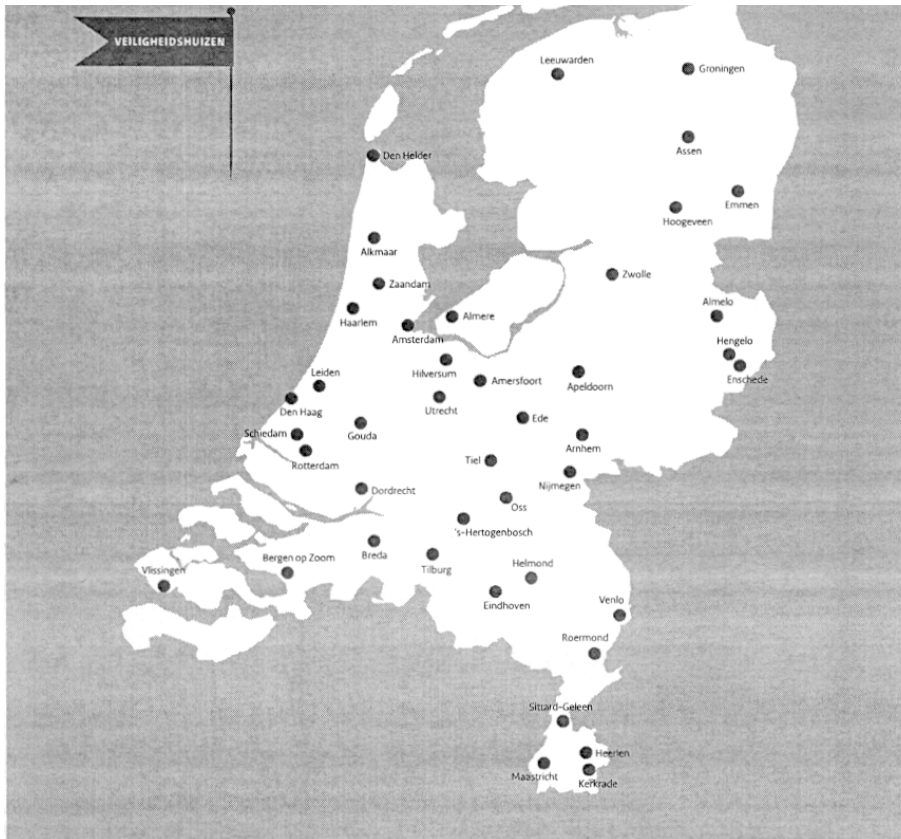 VEILIGHEIDSHUIZEN
Leeuwarden
Groningen
Assen
Den Helder
Emmen
Hoogeveen
Alkmaar
Zwolle
Zaandam
Almelo
Haarlem
Almere
Amsterdam
Hengelo
Hilversum
Leiden
Amersfoort
Apeldoorn
Enschede
Den Haag
Utrecht
Ede
Schiedam
Gouda
Arnhem
Rotterdam
Tiel
Nijmegen
Dordrecht
Oss
's-Hertogenbosch
Breda
Bergen op Zoom
Tilburg
Helmond
Vlissingen
Eindhoven
Venlo
Roermond
Sittard-Geleen
Heerlen
Maastricht
Kerkrade